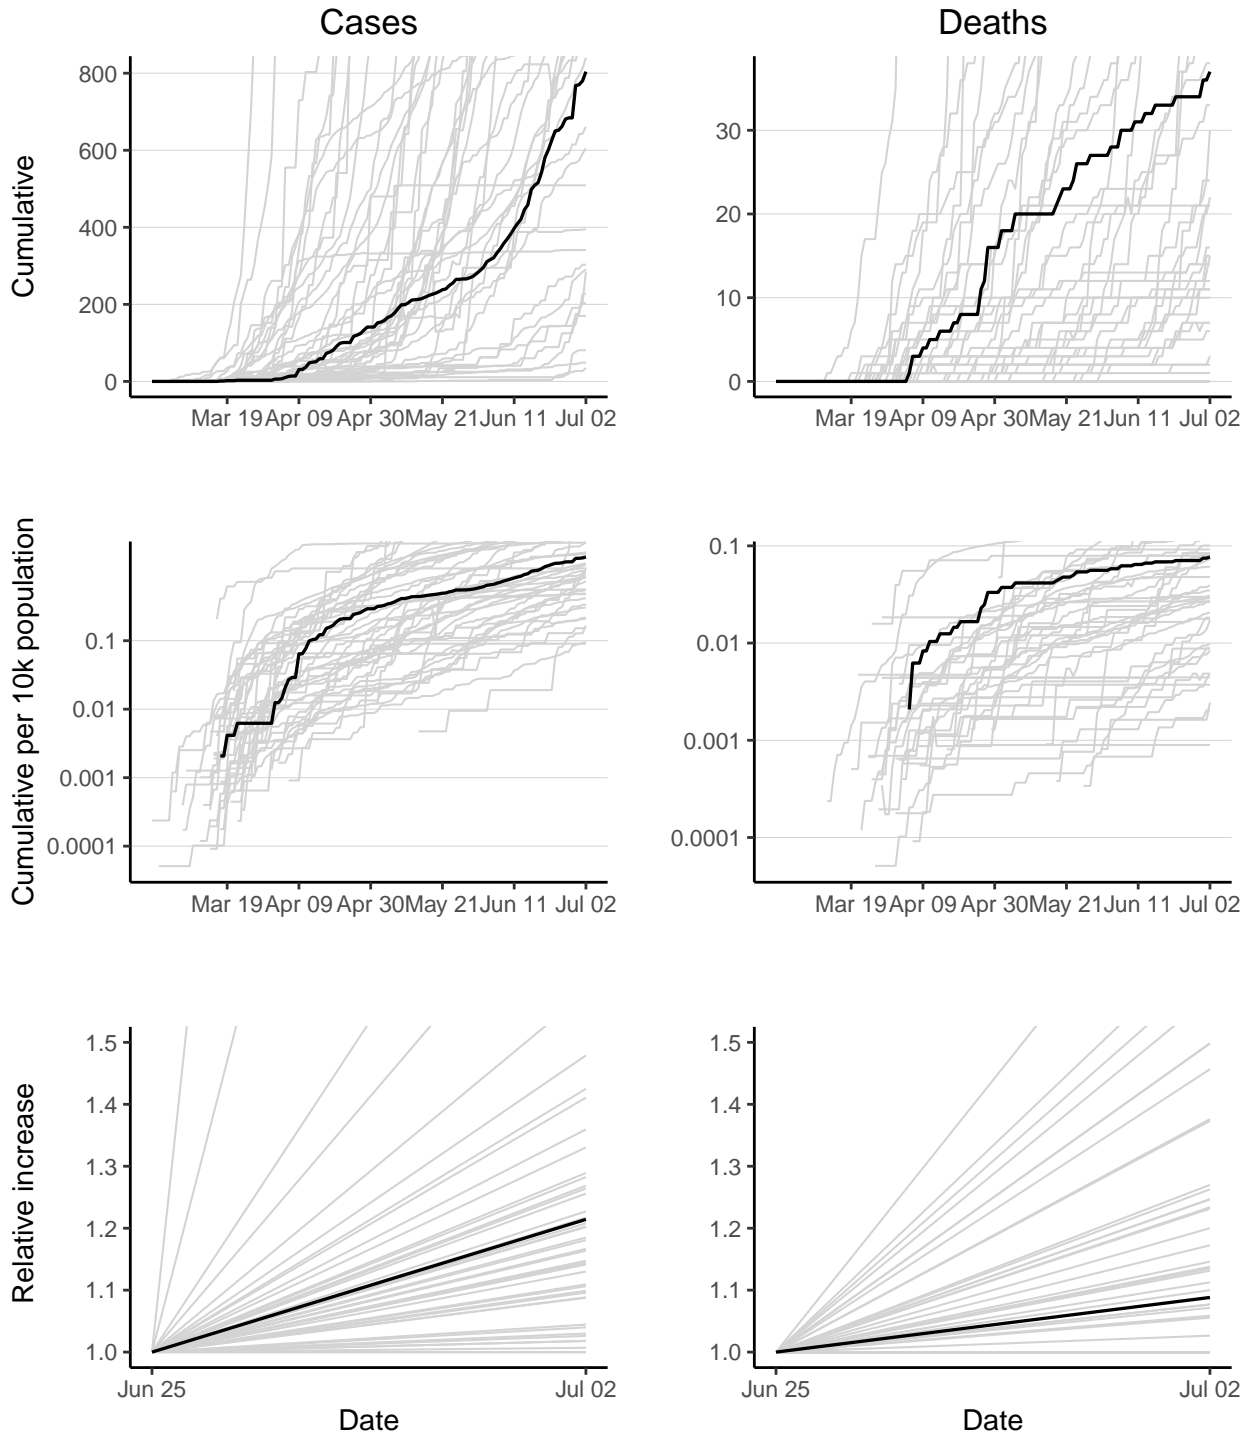 Cases
Deaths
Cumulative
800
600
400
200
0
30
20
10
0
Mar 19 Apr 09 Apr 30 May 21 Jun 11 Jul 02
Mar 19 Apr 09 Apr 30 May 21 Jun 11 Jul 02
Cumulative per 10k population
0.1
0.01
0.001
0.0001
0.1
0.01
0.001
0.0001
Mar 19 Apr 09 Apr 30 May 21 Jun 11 Jul 02
Mar 19 Apr 09 Apr 30 May 21 Jun 11 Jul 02
Relative increase
1.5
1.4
1.3
1.2
1.1
1.0
1.5
1.4
1.3
1.2
1.1
1.0
Jun 25 Jul 02
Jun 25 Jul 02
Date
Date